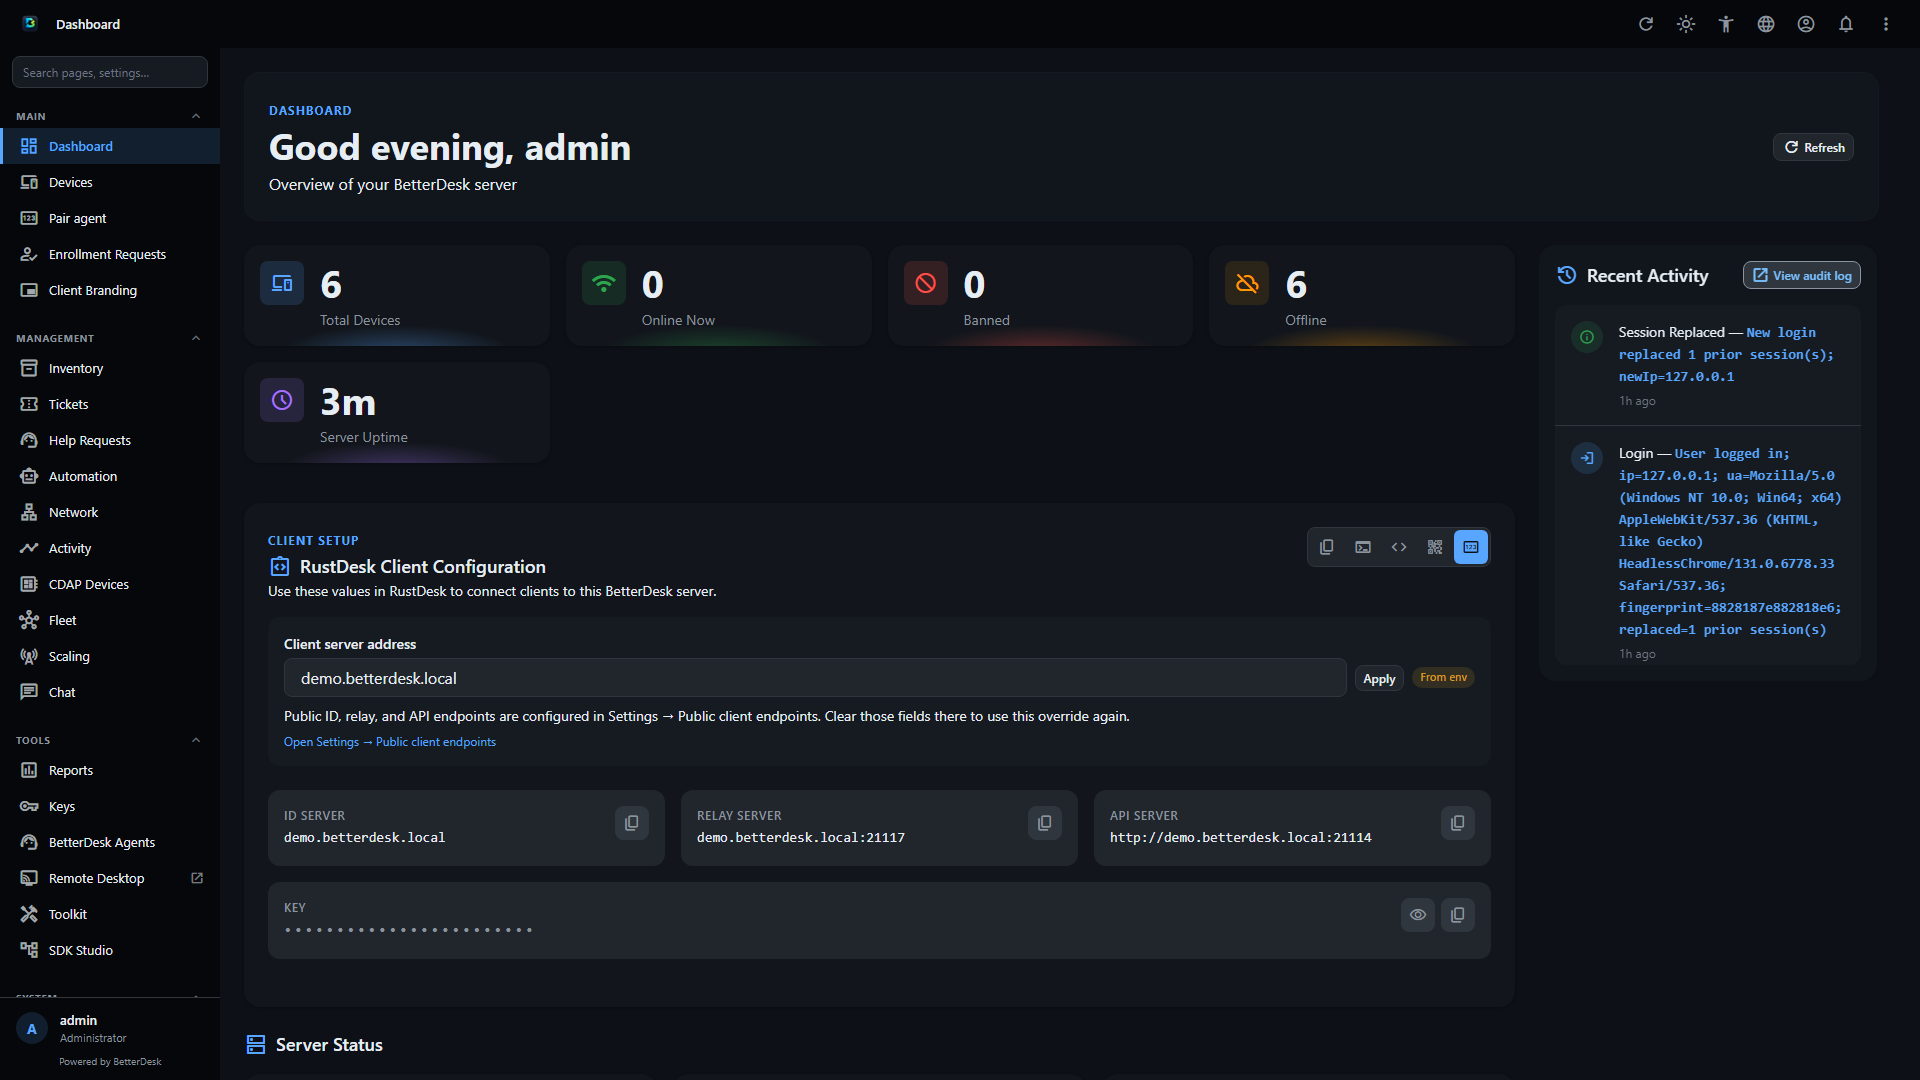 Dashboard
Search pages, settings...
MAIN
Dashboard
Devices
Pair agent
Enrollment Requests
Client Branding
MANAGEMENT
Inventory
Tickets
Help Requests
Automation
Network
Activity
CDAP Devices
Fleet
Scaling
Chat
TOOLS
Reports
Keys
BetterDesk Agents
Remote Desktop
Toolkit
SDK Studio
SYSTEM
A
admin
Administrator
Powered by BetterDesk
DASHBOARD
Good evening, admin
Overview of your BetterDesk server
Refresh
6
Total Devices
0
Online Now
0
Banned
6
Offline
3m
Server Uptime
Recent Activity
View audit log
Session Replaced — New login
replaced 1 prior session(s);
newIp=127.0.0.1
1h ago
Login — User logged in;
ip=127.0.0.1; ua=Mozilla/5.0
(Windows NT 10.0; Win64; x64)
AppleWebKit/537.36 (KHTML,
like Gecko)
HeadlessChrome/131.0.6778.33
Safari/537.36;
fingerprint=8828187e882818e6;
replaced=1 prior session(s)
1h ago
CLIENT SETUP
RustDesk Client Configuration
Use these values in RustDesk to connect clients to this BetterDesk server.
Client server address
demo.betterdesk.local
Apply
From env
Public ID, relay, and API endpoints are configured in Settings → Public client endpoints. Clear those fields there to use this override again.
Open Settings → Public client endpoints
ID SERVER
demo.betterdesk.local
RELAY SERVER
demo.betterdesk.local:21117
API SERVER
http://demo.betterdesk.local:21114
KEY
••••••••••••••••••••••••
Server Status